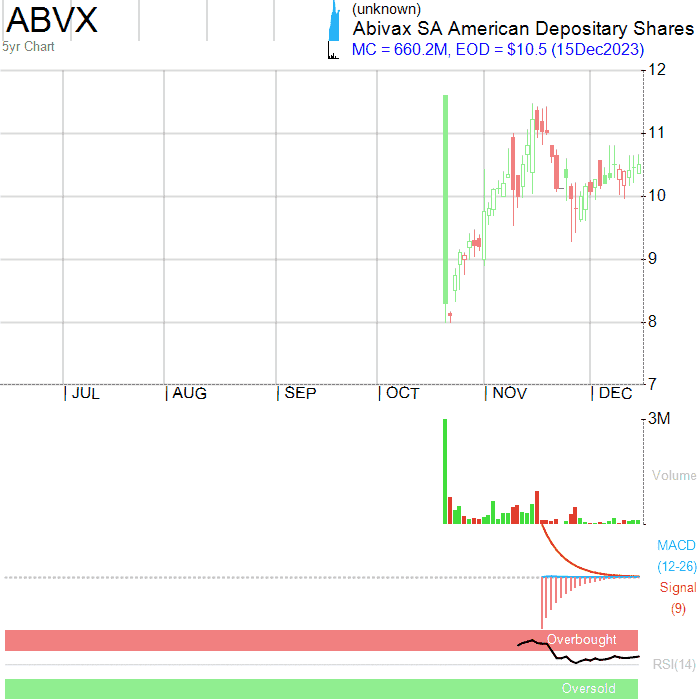 ABVX
5yr Chart
(unknown)
Abivax SA American Depositary Shares
MC = 660.2M, EOD = $10.5 (15Dec2023)
12
11
10
9
8
7
JUL AUG SEP OCT NOV DEC
3M
Volume
MACD
(12-26)
Signal
(9)
Overbought
RSI(14)
Oversold